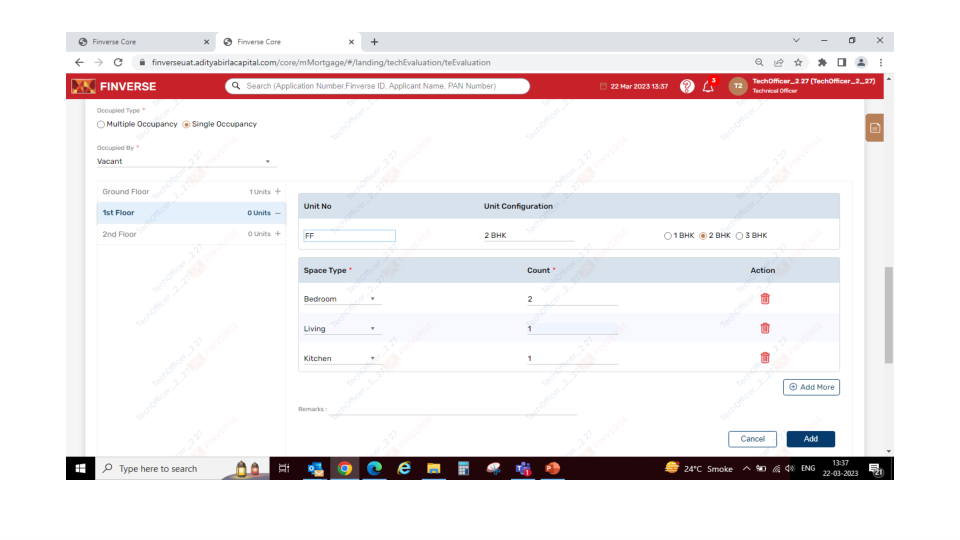 Finverse Core
Finverse Core
finverseuat.adityabirlacapital.com/core/mMortgage/#/landing/techEvaluation/teEvaluation
FINVERSE
Search (Application Number,Finverse ID, Applicant Name, PAN Number)
22 Mar 2023 13:37
3
T2
TechOfficer_2 27 (TechOfficer_2_27)
Technical Officer
Occupied Type *
Multiple Occupancy Single Occupancy
Occupied By *
Vacant
Ground Floor 1 Units +
1st Floor 0 Units –
2nd Floor 0 Units +
Unit No Unit Configuration
FF 2 BHK 1 BHK 2 BHK 3 BHK
Space Type * Count * Action
Bedroom 2
Living 1
Kitchen 1
Add More
Remarks :
Cancel Add
Type here to search
24°C Smoke ENG
13:37
22-03-2023
21